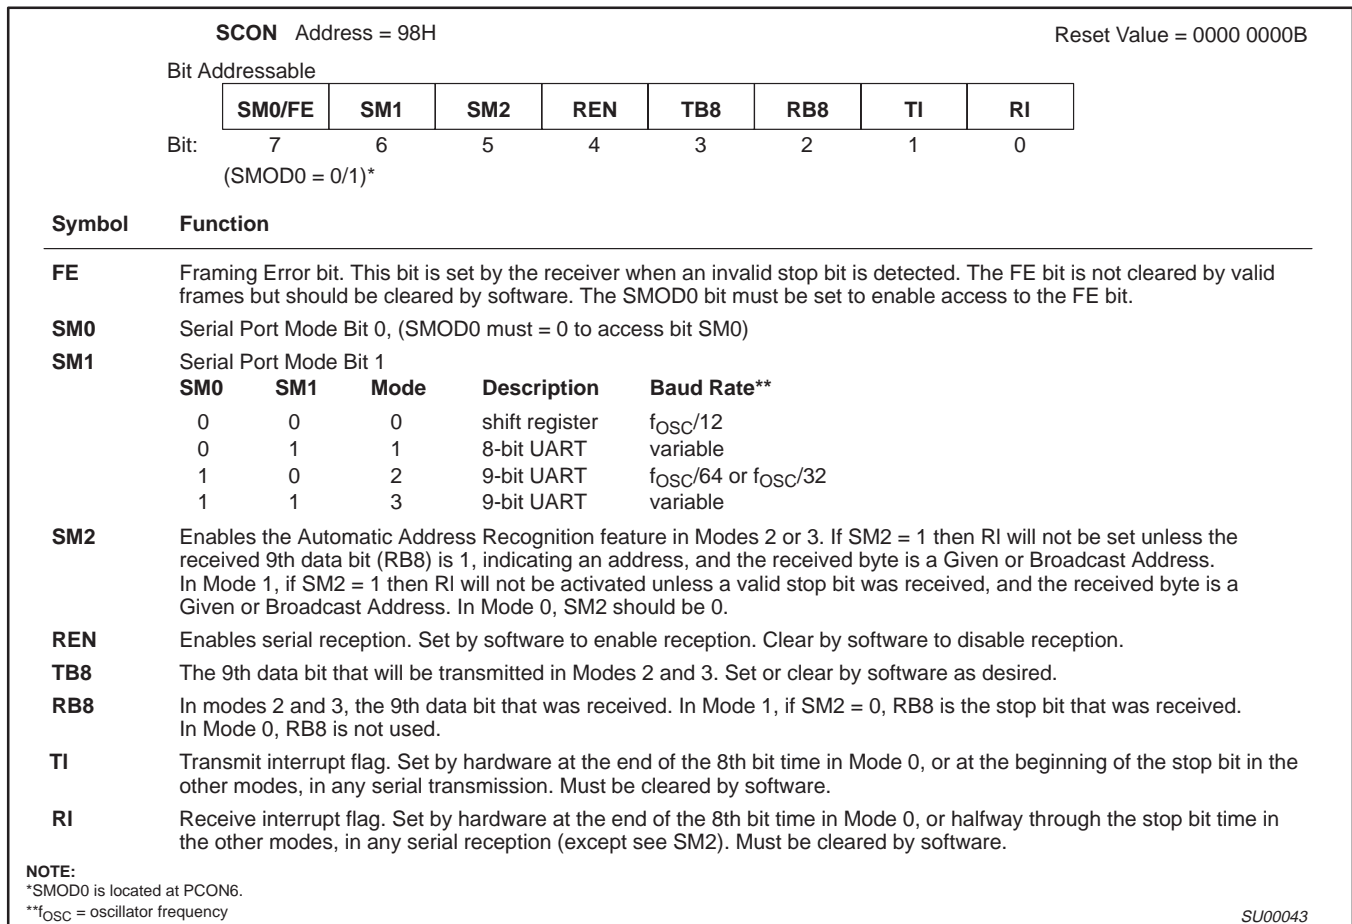 SCON Address = 98H Reset Value = 0000 0000B
Bit Addressable
SM0/FE SM1 SM2 REN TB8 RB8 TI RI
Bit: 7 6 5 4 3 2 1 0
(SMOD0 = 0/1)*
Symbol Function
FE Framing Error bit. This bit is set by the receiver when an invalid stop bit is detected. The FE bit is not cleared by valid
frames but should be cleared by software. The SMOD0 bit must be set to enable access to the FE bit.
SM0 Serial Port Mode Bit 0, (SMOD0 must = 0 to access bit SM0)
SM1 Serial Port Mode Bit 1
SM0 SM1 Mode Description Baud Rate**
0 0 0 shift register fOSC/12
0 1 1 8-bit UART variable
1 0 2 9-bit UART fOSC/64 or fOSC/32
1 1 3 9-bit UART variable
SM2 Enables the Automatic Address Recognition feature in Modes 2 or 3. If SM2 = 1 then RI will not be set unless the
received 9th data bit (RB8) is 1, indicating an address, and the received byte is a Given or Broadcast Address.
In Mode 1, if SM2 = 1 then RI will not be activated unless a valid stop bit was received, and the received byte is a
Given or Broadcast Address. In Mode 0, SM2 should be 0.
REN Enables serial reception. Set by software to enable reception. Clear by software to disable reception.
TB8 The 9th data bit that will be transmitted in Modes 2 and 3. Set or clear by software as desired.
RB8 In modes 2 and 3, the 9th data bit that was received. In Mode 1, if SM2 = 0, RB8 is the stop bit that was received.
In Mode 0, RB8 is not used.
TI Transmit interrupt flag. Set by hardware at the end of the 8th bit time in Mode 0, or at the beginning of the stop bit in the
other modes, in any serial transmission. Must be cleared by software.
RI Receive interrupt flag. Set by hardware at the end of the 8th bit time in Mode 0, or halfway through the stop bit time in
the other modes, in any serial reception (except see SM2). Must be cleared by software.
NOTE:
*SMOD0 is located at PCON6.
**fOSC = oscillator frequency SU00043